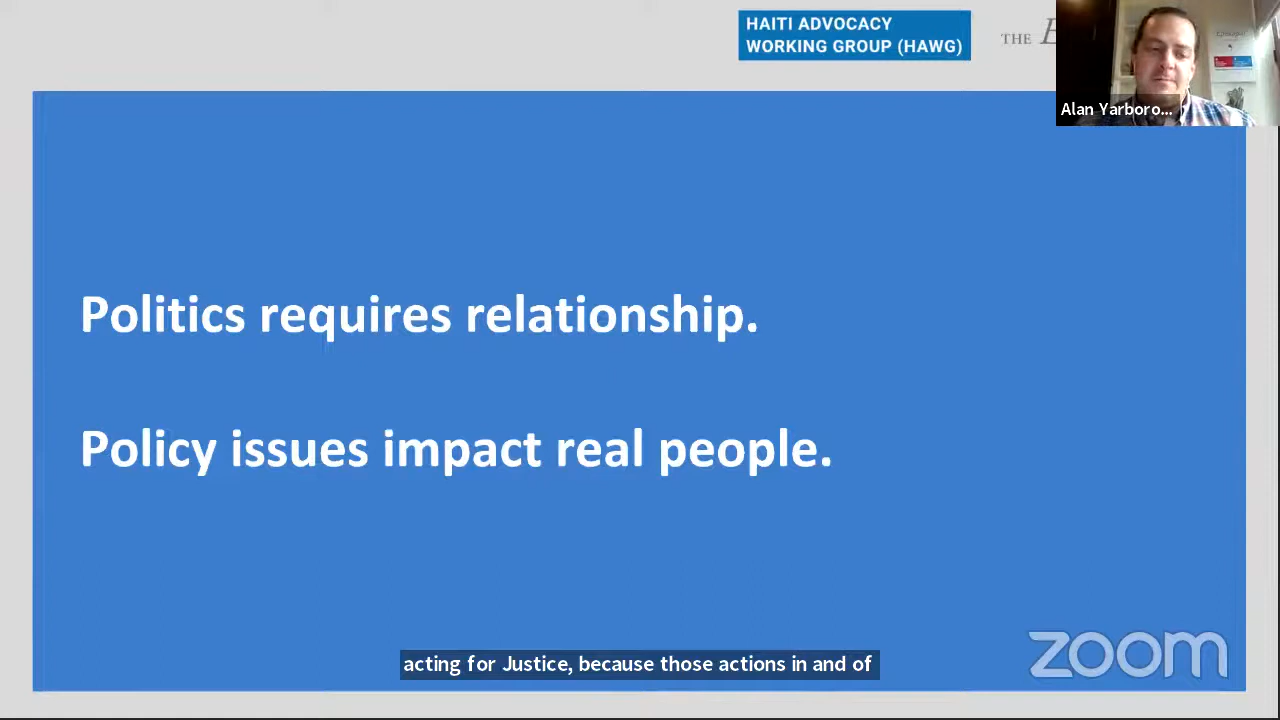 HAITI ADVOCACY
WORKING GROUP (HAWG)
THE
Alan Yarboro...
Politics requires relationship.
Policy issues impact real people.
acting for Justice, because those actions in and of
zoom